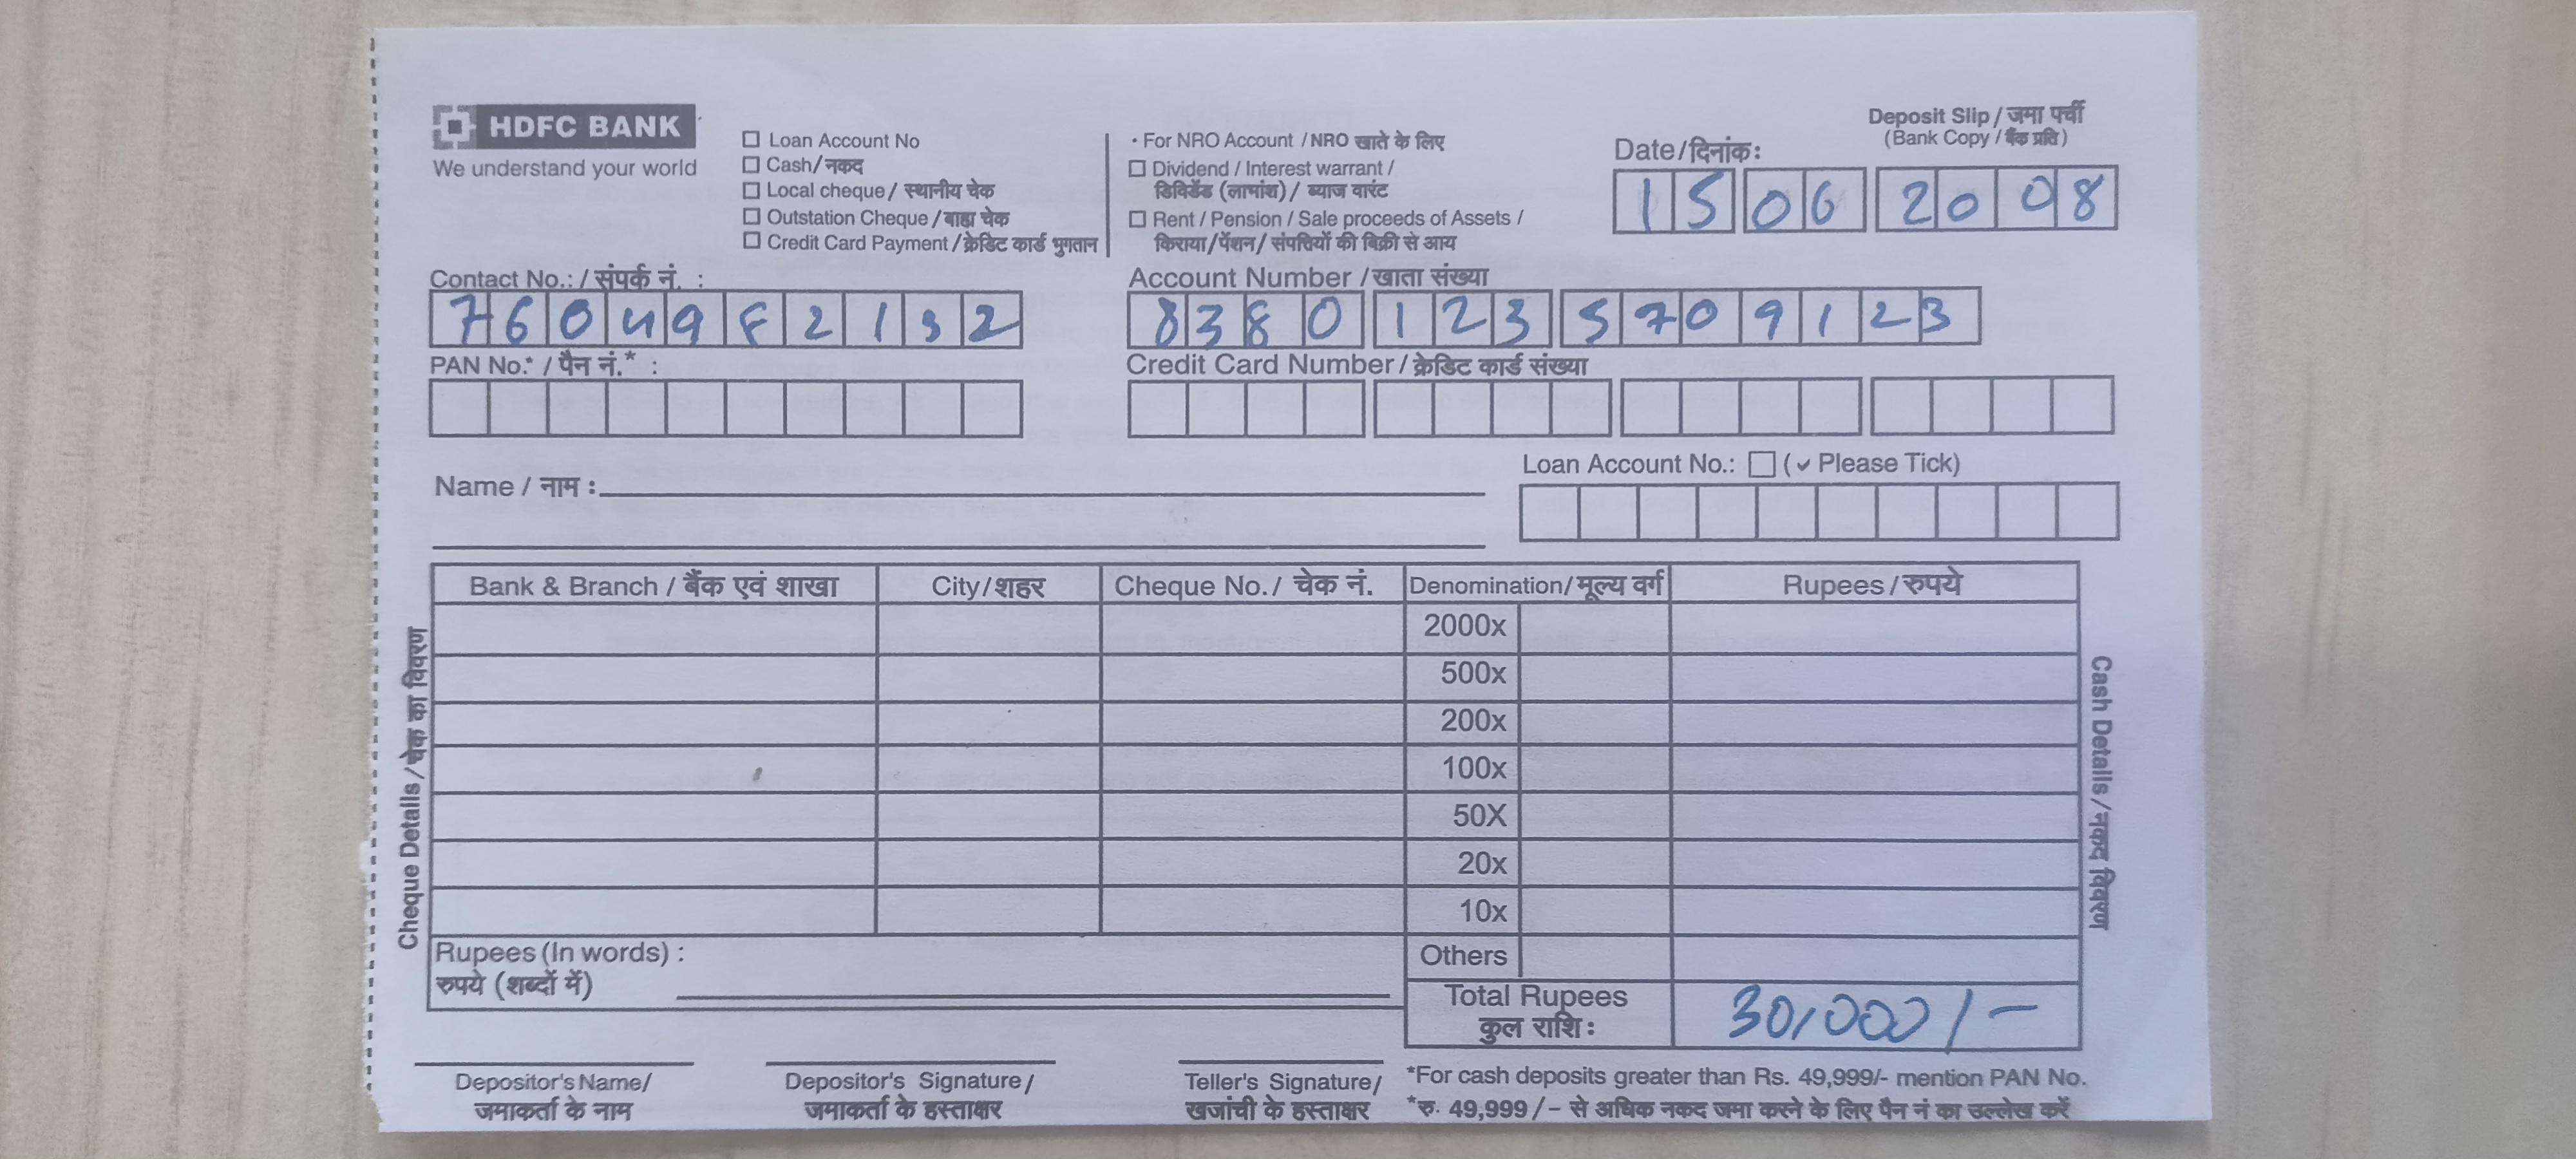 HDFC BANK
We understand your world
Loan Account No
Cash/नकद
Local cheque / स्थानीय चेक
Outstation Cheque / बाह्य चेक
Credit Card Payment / क्रेडिट कार्ड भुगतान
• For NRO Account / NRO खाते के लिए
Dividend / Interest warrant /
डिविडेंड (लाभांश) / ब्याज वारंट
Rent / Pension / Sale proceeds of Assets /
किराया/पेंशन/ संपत्तियों की बिक्री से आय
Deposit Slip / जमा पर्ची
(Bank Copy / बैंक प्रति)
Date/दिनांक:
15 06 2008
Contact No.: / संपर्क नं. :
76049 2132
Account Number / खाता संख्या
8380 123 5709123
PAN No.* / पैन नं.* :
Credit Card Number / क्रेडिट कार्ड संख्या
Loan Account No.: (✓ Please Tick)
Name / नाम :
Cheque Details / चेक का विवरण
Bank & Branch / बैंक एवं शाखा City/शहर Cheque No./ चेक नं. Denomination/मूल्य वर्ग Rupees / रुपये
2000x
500x
200x
100x
50X
20x
10x
Others
Cash Details / नकद विवरण
Rupees (In words) :
रुपये (शब्दों में)
Total Rupees
कुल राशि :
30,000/-
Depositor's Name/
जमाकर्ता के नाम
Depositor's Signature/
जमाकर्ता के हस्ताक्षर
Teller's Signature/
खजांची के हस्ताक्षर
*For cash deposits greater than Rs. 49,999/- mention PAN No.
*रु. 49,999/- से अधिक नकद जमा करने के लिए पैन नं का उल्लेख करें